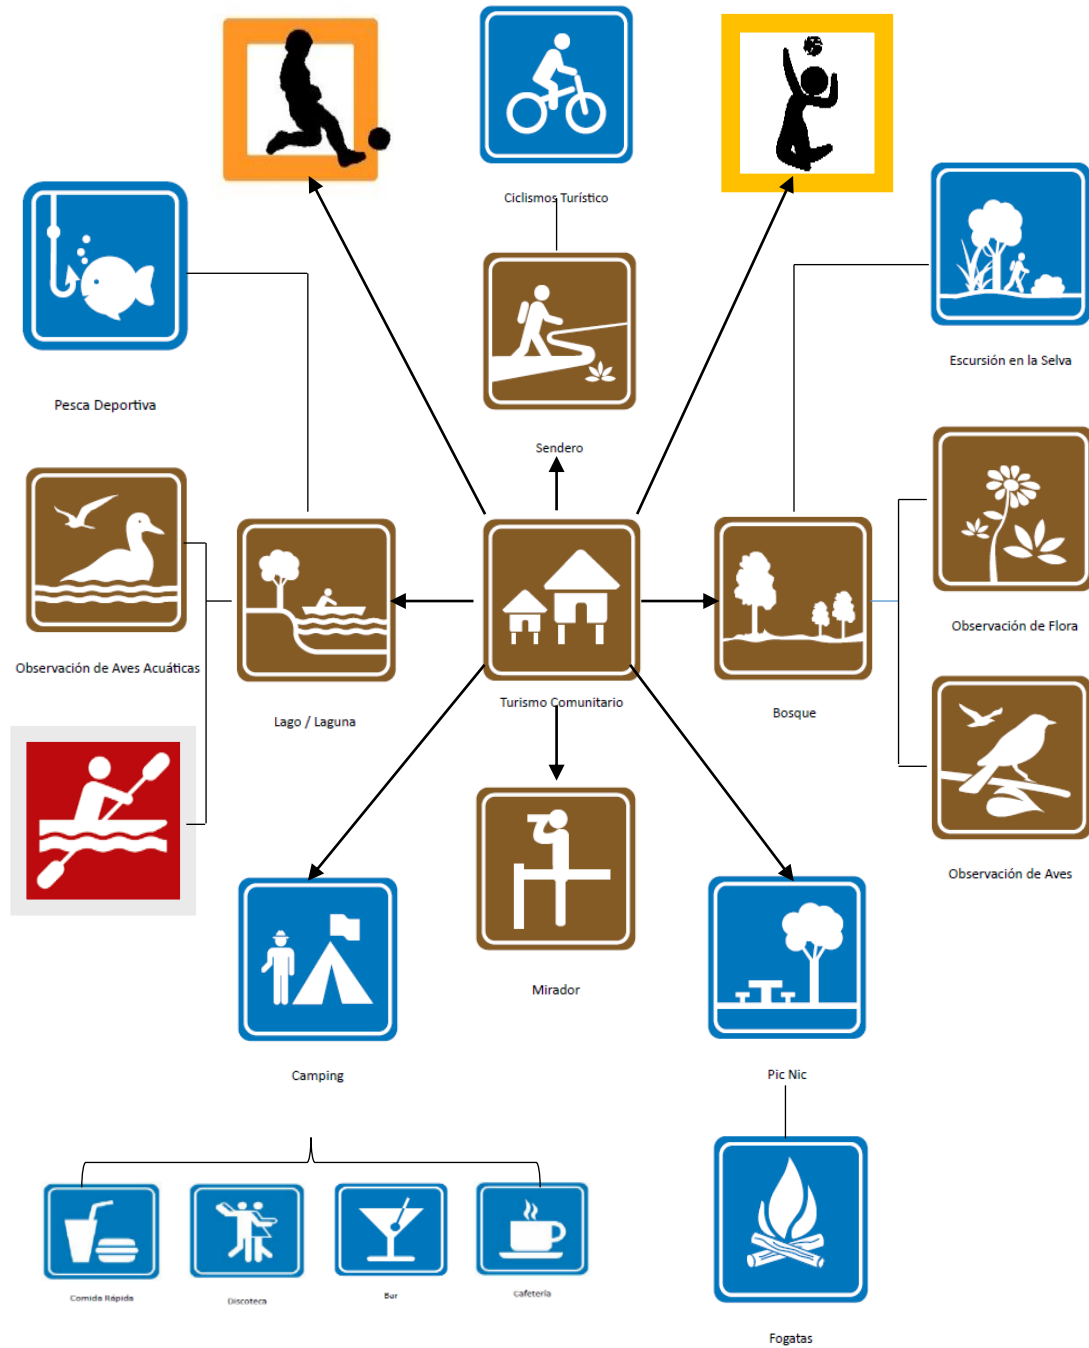 Ciclismos Turístico
Escursión en la Selva
Pesca Deportiva
Sendero
Observación de Flora
Observación de Aves Acuáticas
Turismo Comunitario
Bosque
Lago / Laguna
Observación de Aves
Mirador
Camping
Pic Nic
Comida Rápida
Discoteca
Bar
Cafetería
Fogatas